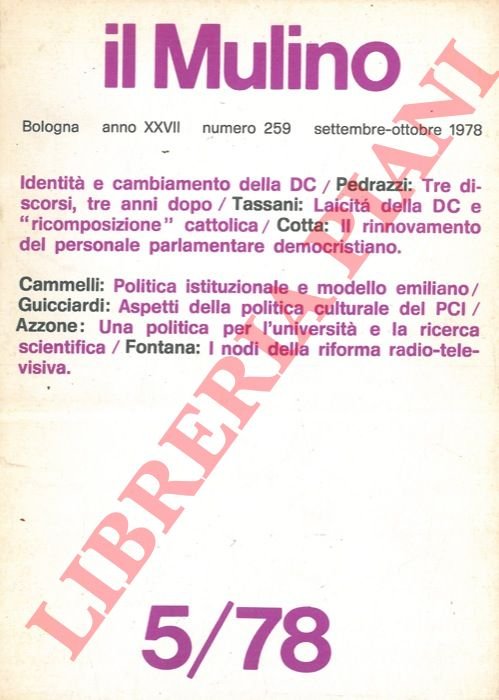 il Mulino
Bologna anno XXVII numero 259 settembre-ottobre 1978
Identità e cambiamento della DC / Pedrazzi: Tre di-
scorsi, tre anni dopo / Tassani: Laicitá della DC e
"ricomposizione" cattolica / Cotta: Il rinnovamento
del personale parlamentare democristiano.
Cammelli: Politica istituzionale e modello emiliano /
Guicciardi: Aspetti della politica culturale del PCI /
Azzone: Una politica per l'università e la ricerca
scientifica / Fontana: I nodi della riforma radio-tele-
visiva.
5/78
LIBRERIA PIANI